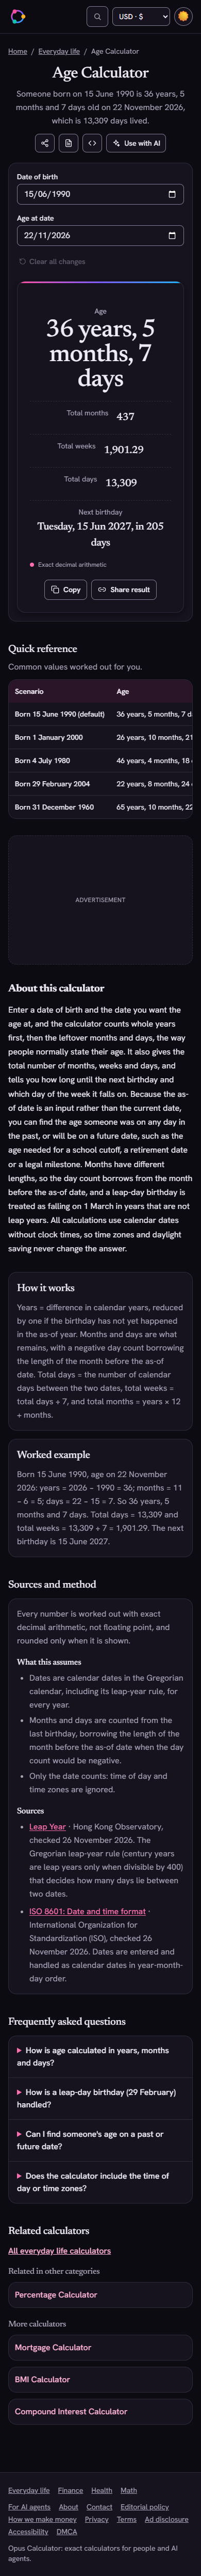 USD - $
Home / Everyday life / Age Calculator
Age Calculator
Someone born on 15 June 1990 is 36 years, 5
months and 7 days old on 22 November 2026,
which is 13,309 days lived.
Use with AI
Date of birth
15/06/1990
Age at date
22/11/2026
Clear all changes
Age
36 years, 5
months, 7
days
Total months 437
Total weeks 1,901.29
Total days 13,309
Next birthday
Tuesday, 15 Jun 2027, in 205
days
Exact decimal arithmetic
Copy
Share result
Quick reference
Common values worked out for you.
Scenario Age
Born 15 June 1990 (default) 36 years, 5 months, 7 d
Born 1 January 2000 26 years, 10 months, 21
Born 4 July 1980 46 years, 4 months, 18
Born 29 February 2004 22 years, 8 months, 24
Born 31 December 1960 65 years, 10 months, 22
ADVERTISEMENT
About this calculator
Enter a date of birth and the date you want the
age at, and the calculator counts whole years
first, then the leftover months and days, the way
people normally state their age. It also gives the
total number of months, weeks and days, and
tells you how long until the next birthday and
which day of the week it falls on. Because the as-
of date is an input rather than the current date,
you can find the age someone was on any day in
the past, or will be on a future date, such as the
age needed for a school cutoff, a retirement date
or a legal milestone. Months have different
lengths, so the day count borrows from the month
before the as-of date, and a leap-day birthday is
treated as falling on 1 March in years that are not
leap years. All calculations use calendar dates
without clock times, so time zones and daylight
saving never change the answer.
How it works
Years = difference in calendar years, reduced
by one if the birthday has not yet happened
in the as-of year. Months and days are what
remains, with a negative day count borrowing
the length of the month before the as-of
date. Total days = the number of calendar
days between the two dates, total weeks =
total days ÷ 7, and total months = years × 12
+ months.
Worked example
Born 15 June 1990, age on 22 November
2026: years = 2026 − 1990 = 36; months = 11
− 6 = 5; days = 22 − 15 = 7. So 36 years, 5
months and 7 days. Total days = 13,309 and
total weeks = 13,309 ÷ 7 = 1,901.29. The next
birthday is 15 June 2027.
Sources and method
Every number is worked out with exact
decimal arithmetic, not floating point, and
rounded only when it is shown.
What this assumes
• Dates are calendar dates in the Gregorian
calendar, including its leap-year rule, for
every year.
• Months and days are counted from the
last birthday, borrowing the length of the
month before the as-of date when the day
count would be negative.
• Only the date counts: time of day and
time zones are ignored.
Sources
• Leap Year · Hong Kong Observatory,
checked 26 November 2026. The
Gregorian leap-year rule (century years
are leap years only when divisible by 400)
that decides how many days lie between
two dates.
• ISO 8601: Date and time format ·
International Organization for
Standardization (ISO), checked 26
November 2026. Dates are entered and
handled as calendar dates in year-month-
day order.
Frequently asked questions
How is age calculated in years, months
and days?
How is a leap-day birthday (29 February)
handled?
Can I find someone's age on a past or
future date?
Does the calculator include the time of
day or time zones?
Related calculators
All everyday life calculators
Related in other categories
Percentage Calculator
More calculators
Mortgage Calculator
BMI Calculator
Compound Interest Calculator
Everyday life Finance Health Math
For AI agents About Contact Editorial policy
How we make money Privacy Terms Ad disclosure
Accessibility DMCA
Opus Calculator: exact calculators for people and AI
agents.